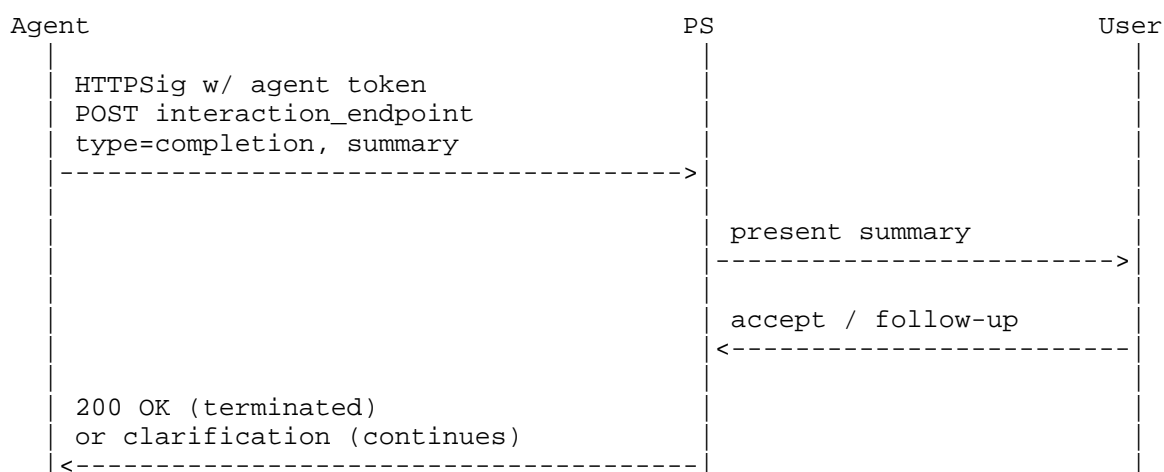 Agent PS User
HTTPSig w/ agent token
POST interaction_endpoint
type=completion, summary
present summary
accept / follow-up
200 OK (terminated)
or clarification (continues)